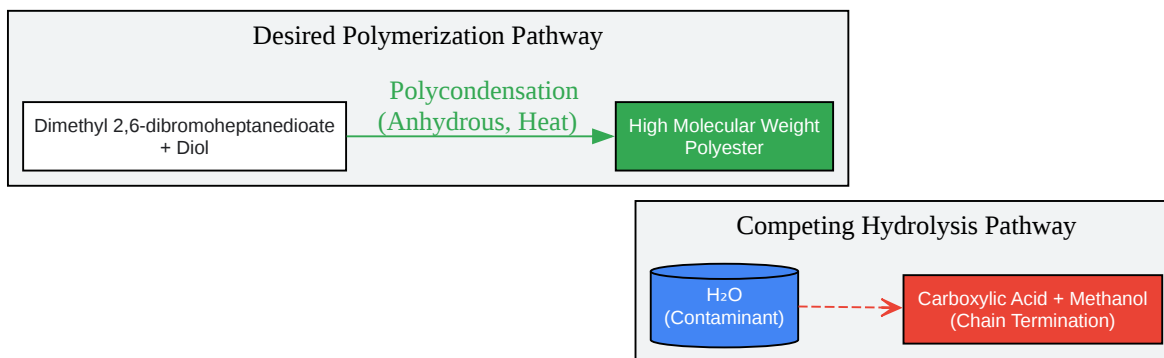 Desired Polymerization Pathway
Polycondensation
(Anhydrous, Heat)
Dimethyl 2,6-dibromoheptanedioate
+ Diol
High Molecular Weight
Polyester
Competing Hydrolysis Pathway
H₂O
(Contaminant)
Carboxylic Acid + Methanol
(Chain Termination)